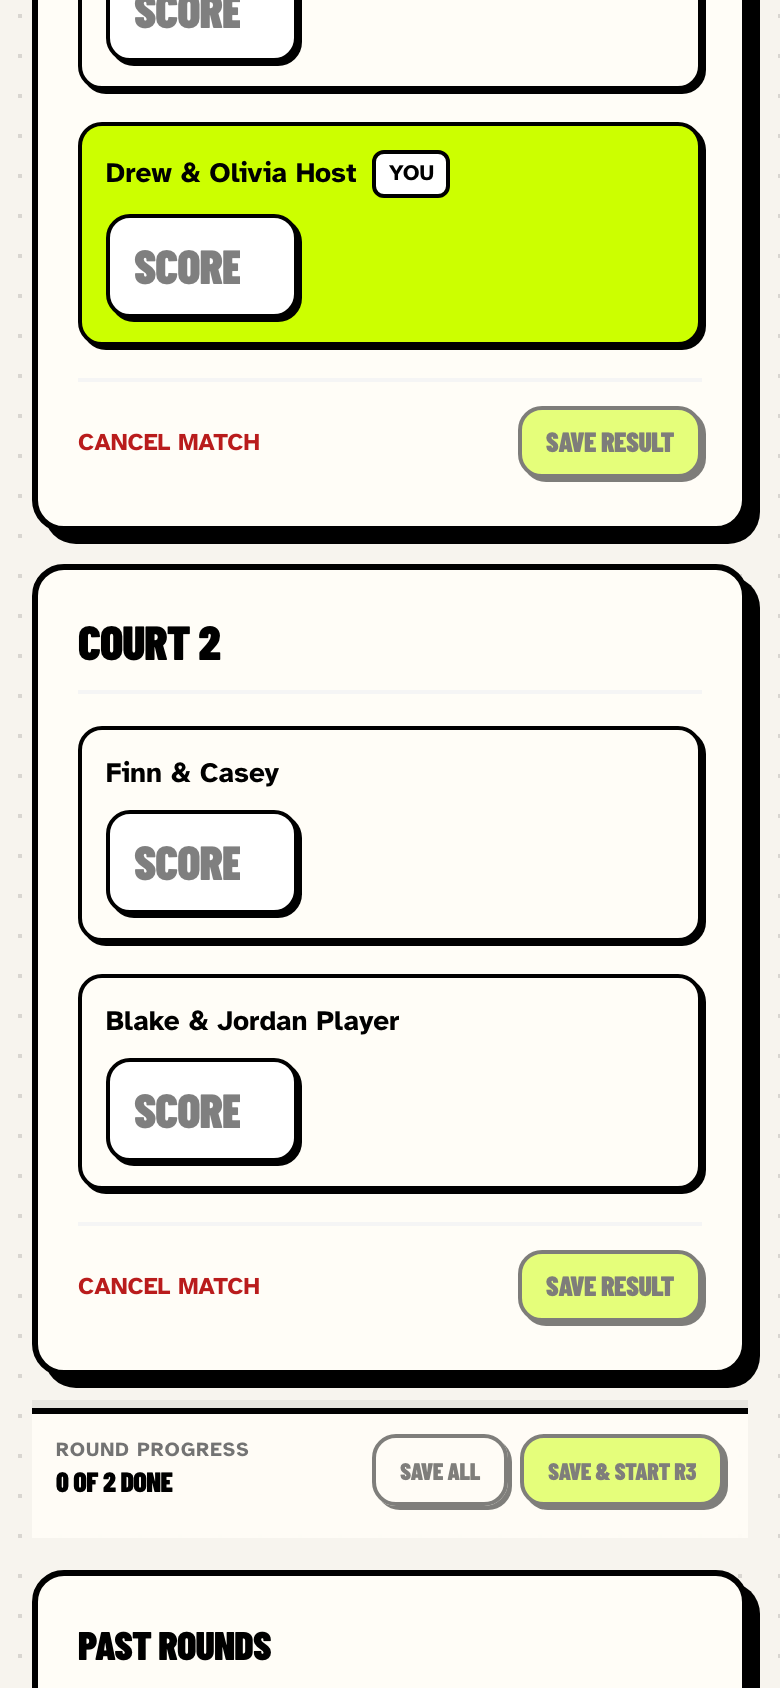 SCORE
Drew & Olivia Host YOU
SCORE
CANCEL MATCH SAVE RESULT
COURT 2
Finn & Casey
SCORE
Blake & Jordan Player
SCORE
CANCEL MATCH SAVE RESULT
ROUND PROGRESS
0 OF 2 DONE
SAVE ALL SAVE & START R3
PAST ROUNDS